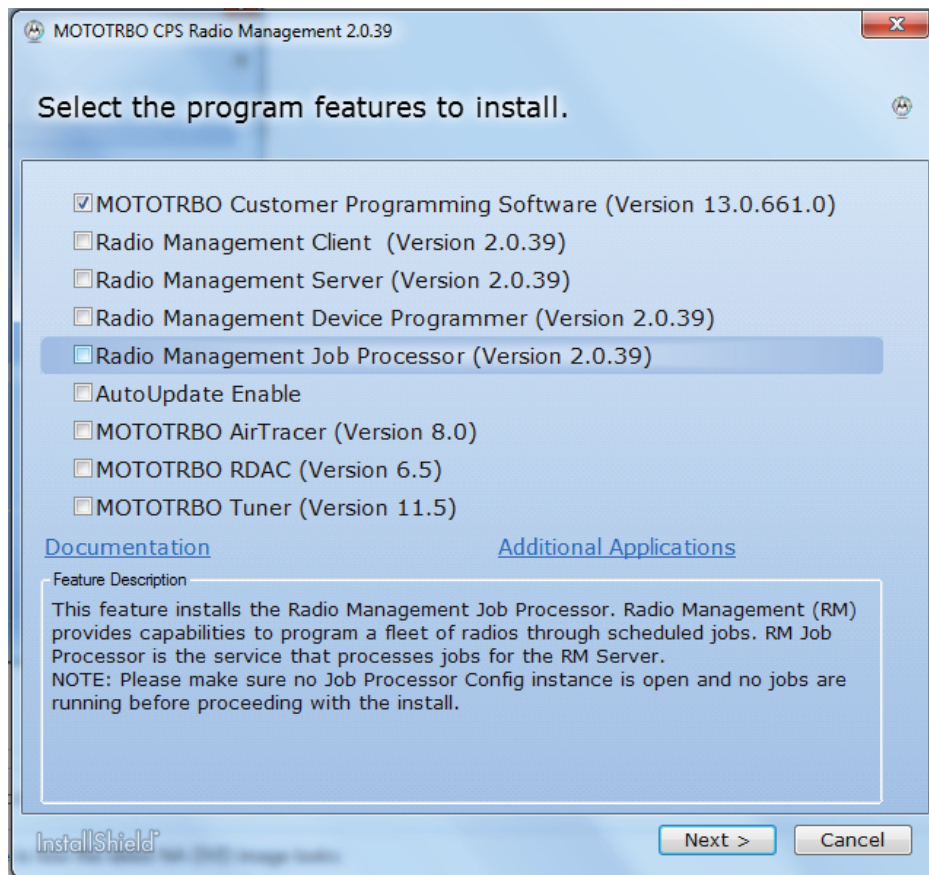 MOTOTRBO CPS Radio Management 2.0.39
Select the program features to install.
MOTOTRBO Customer Programming Software (Version 13.0.661.0)
Radio Management Client (Version 2.0.39)
Radio Management Server (Version 2.0.39)
Radio Management Device Programmer (Version 2.0.39)
Radio Management Job Processor (Version 2.0.39)
AutoUpdate Enable
MOTOTRBO AirTracer (Version 8.0)
MOTOTRBO RDAC (Version 6.5)
MOTOTRBO Tuner (Version 11.5)
Documentation Additional Applications
Feature Description
This feature installs the Radio Management Job Processor. Radio Management (RM)
provides capabilities to program a fleet of radios through scheduled jobs. RM Job
Processor is the service that processes jobs for the RM Server.
NOTE: Please make sure no Job Processor Config instance is open and no jobs are
running before proceeding with the install.
InstallShield
Next > Cancel